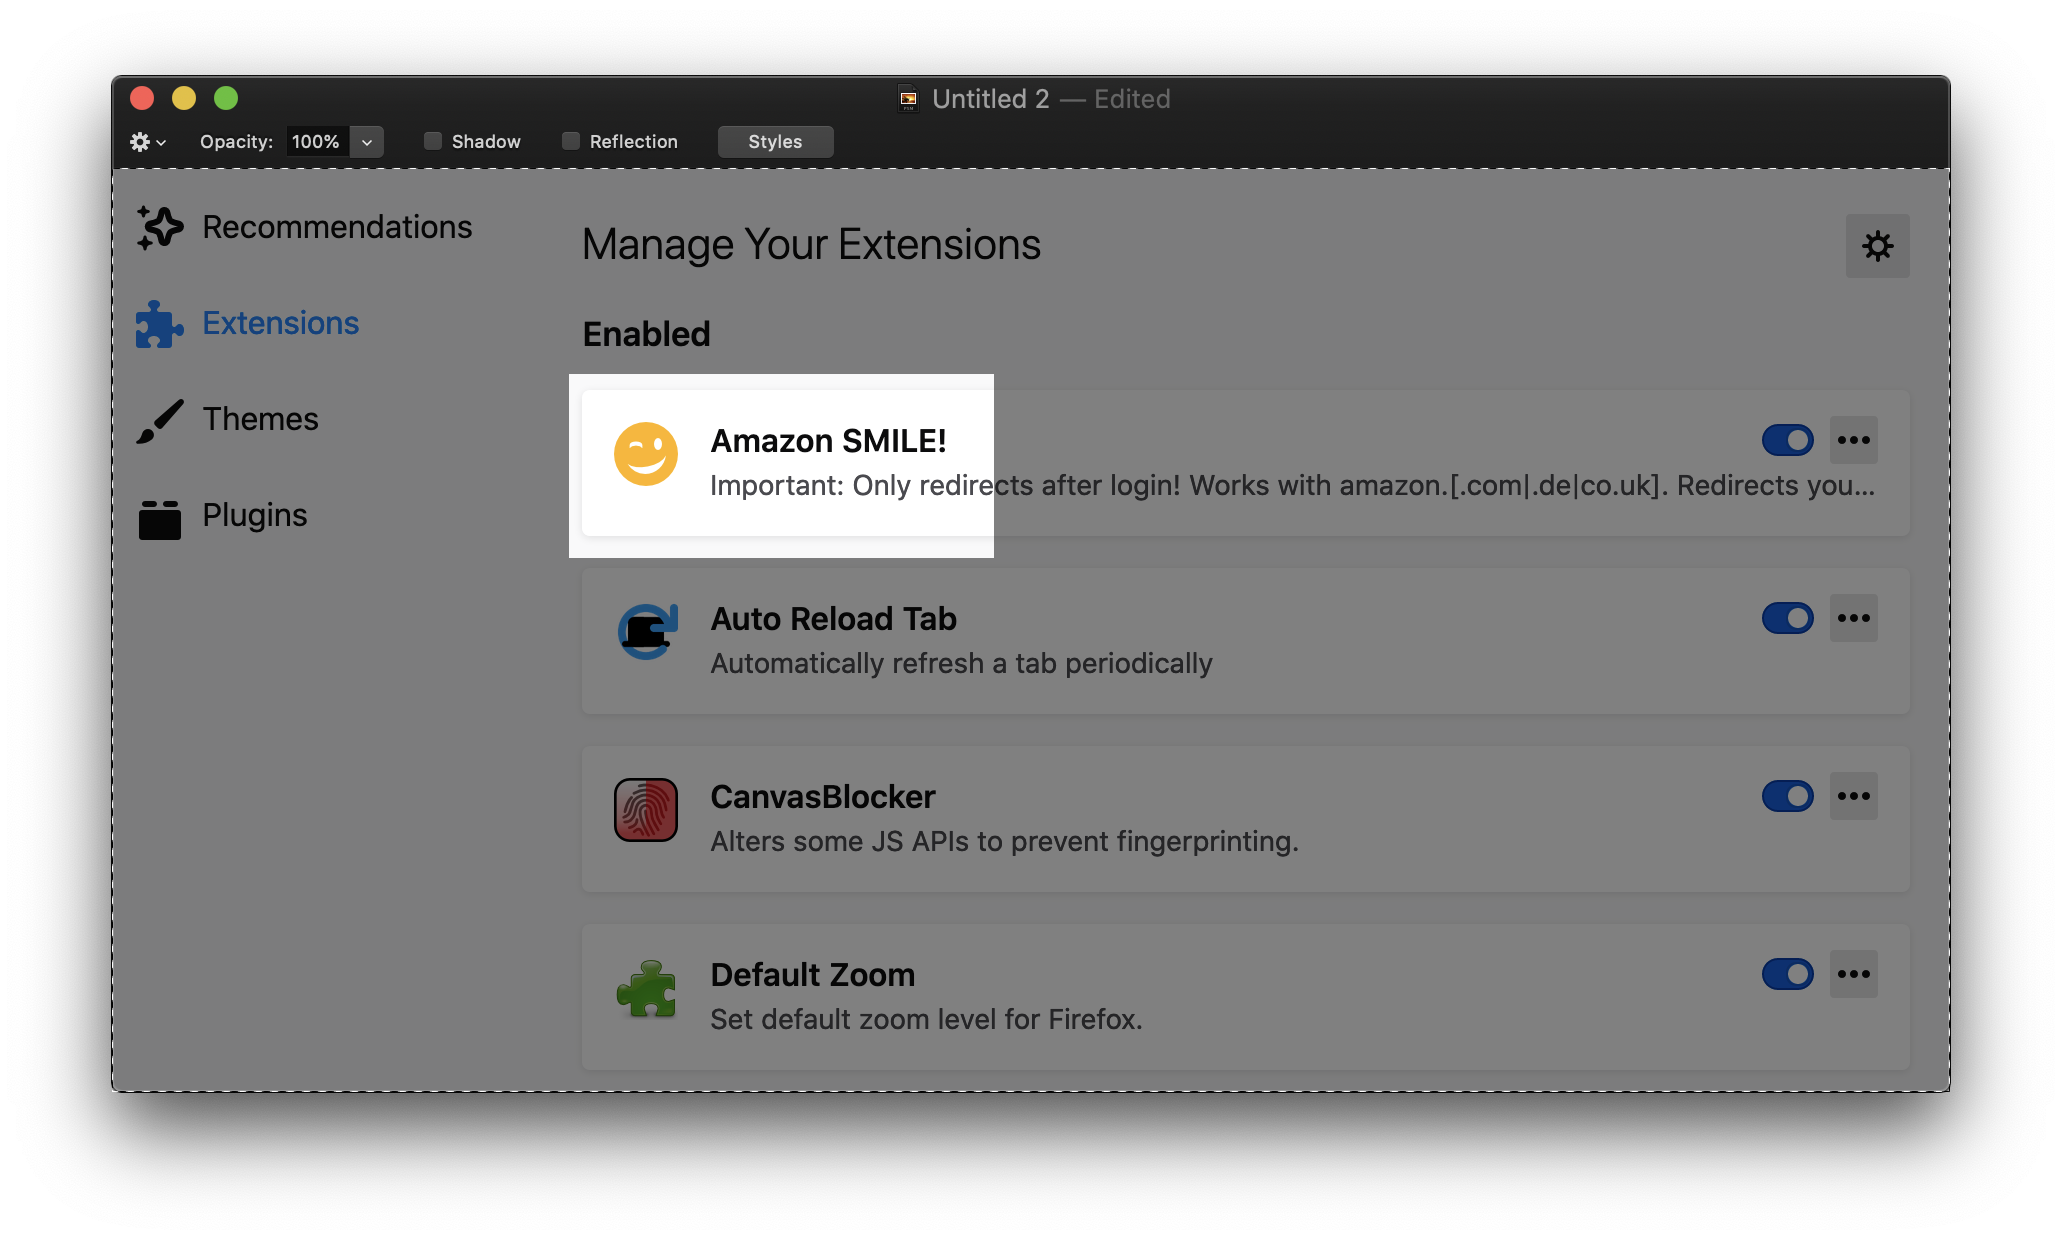 Untitled 2 — Edited
Opacity: 100% Shadow Reflection Styles
Recommendations
Extensions
Themes
Plugins
Manage Your Extensions
Enabled
Amazon SMILE!
Important: Only redirects after login! Works with amazon.[.com|.de|co.uk]. Redirects you...
Auto Reload Tab
Automatically refresh a tab periodically
CanvasBlocker
Alters some JS APIs to prevent fingerprinting.
Default Zoom
Set default zoom level for Firefox.